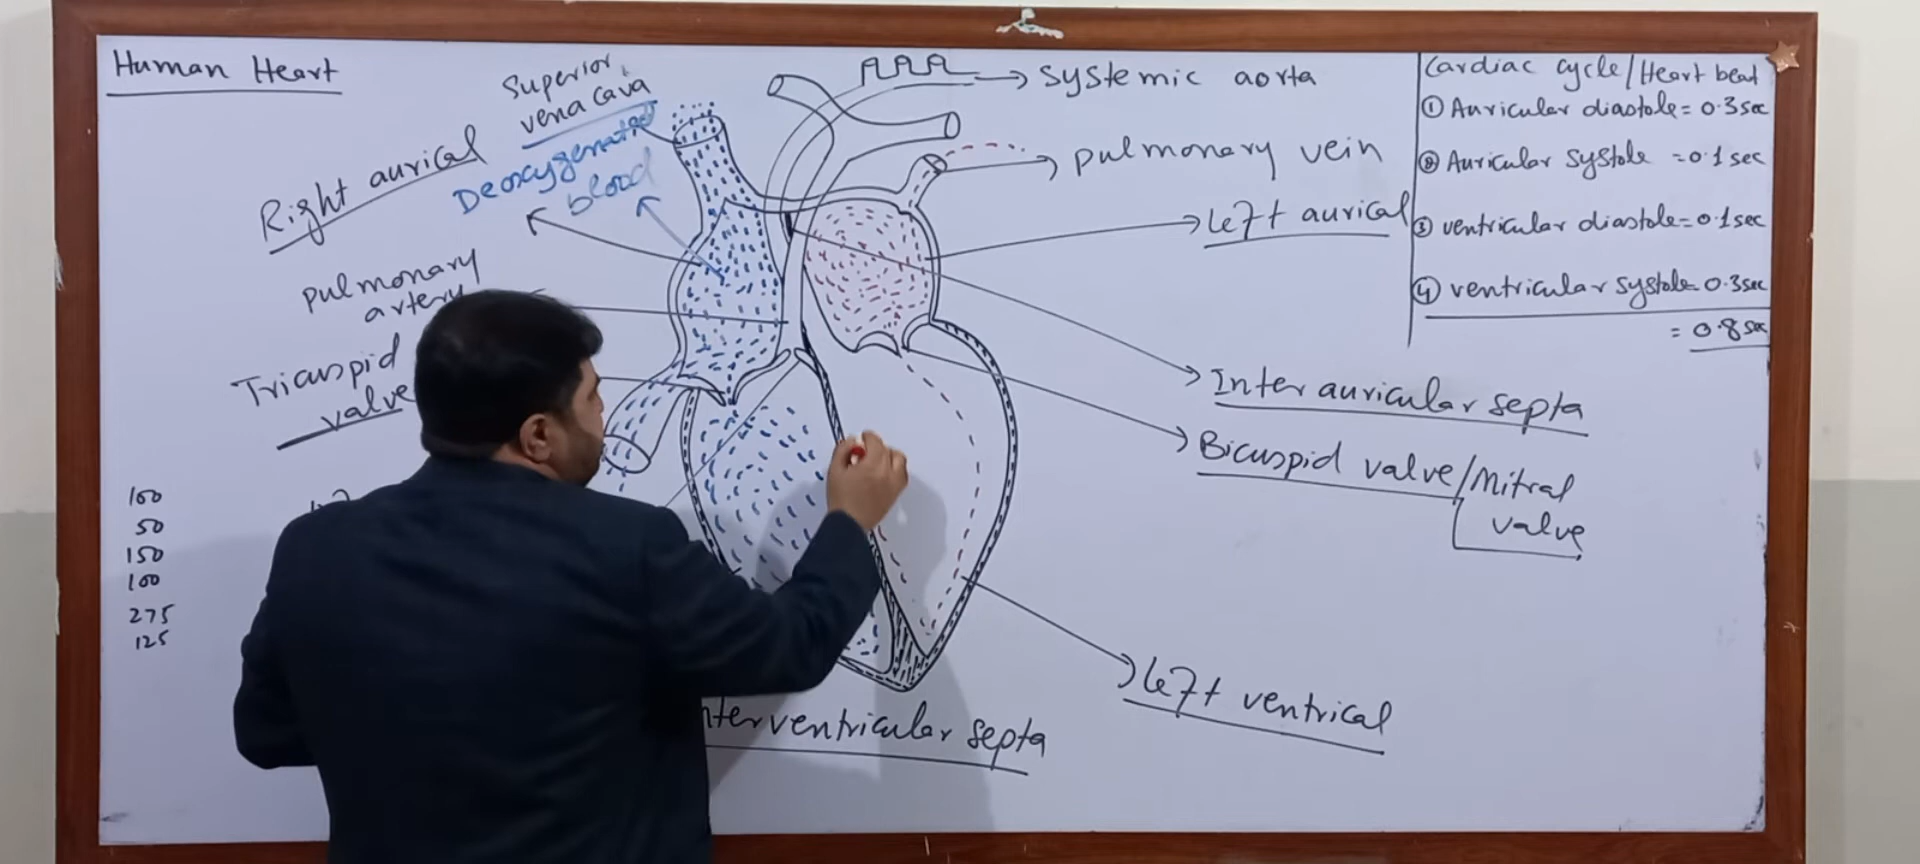 Human Heart
Superior
vena cava
Deoxygenated
blood
Right aurical
pulmonary
artery
Tricuspid
valve
100
50
150
100
275
125
systemic aorta
pulmonary vein
Left aurical
Inter auricular septa
Bicuspid valve/Mitral
valve
Left ventrical
nterventricular septa
Cardiac cycle/Heart beat
① Auricular diastole = 0.3sec
② Auricular systole = 0.1 sec
③ ventricular diastole = 0.1sec
④ ventricular systole = 0.3sec
= 0.8 sec